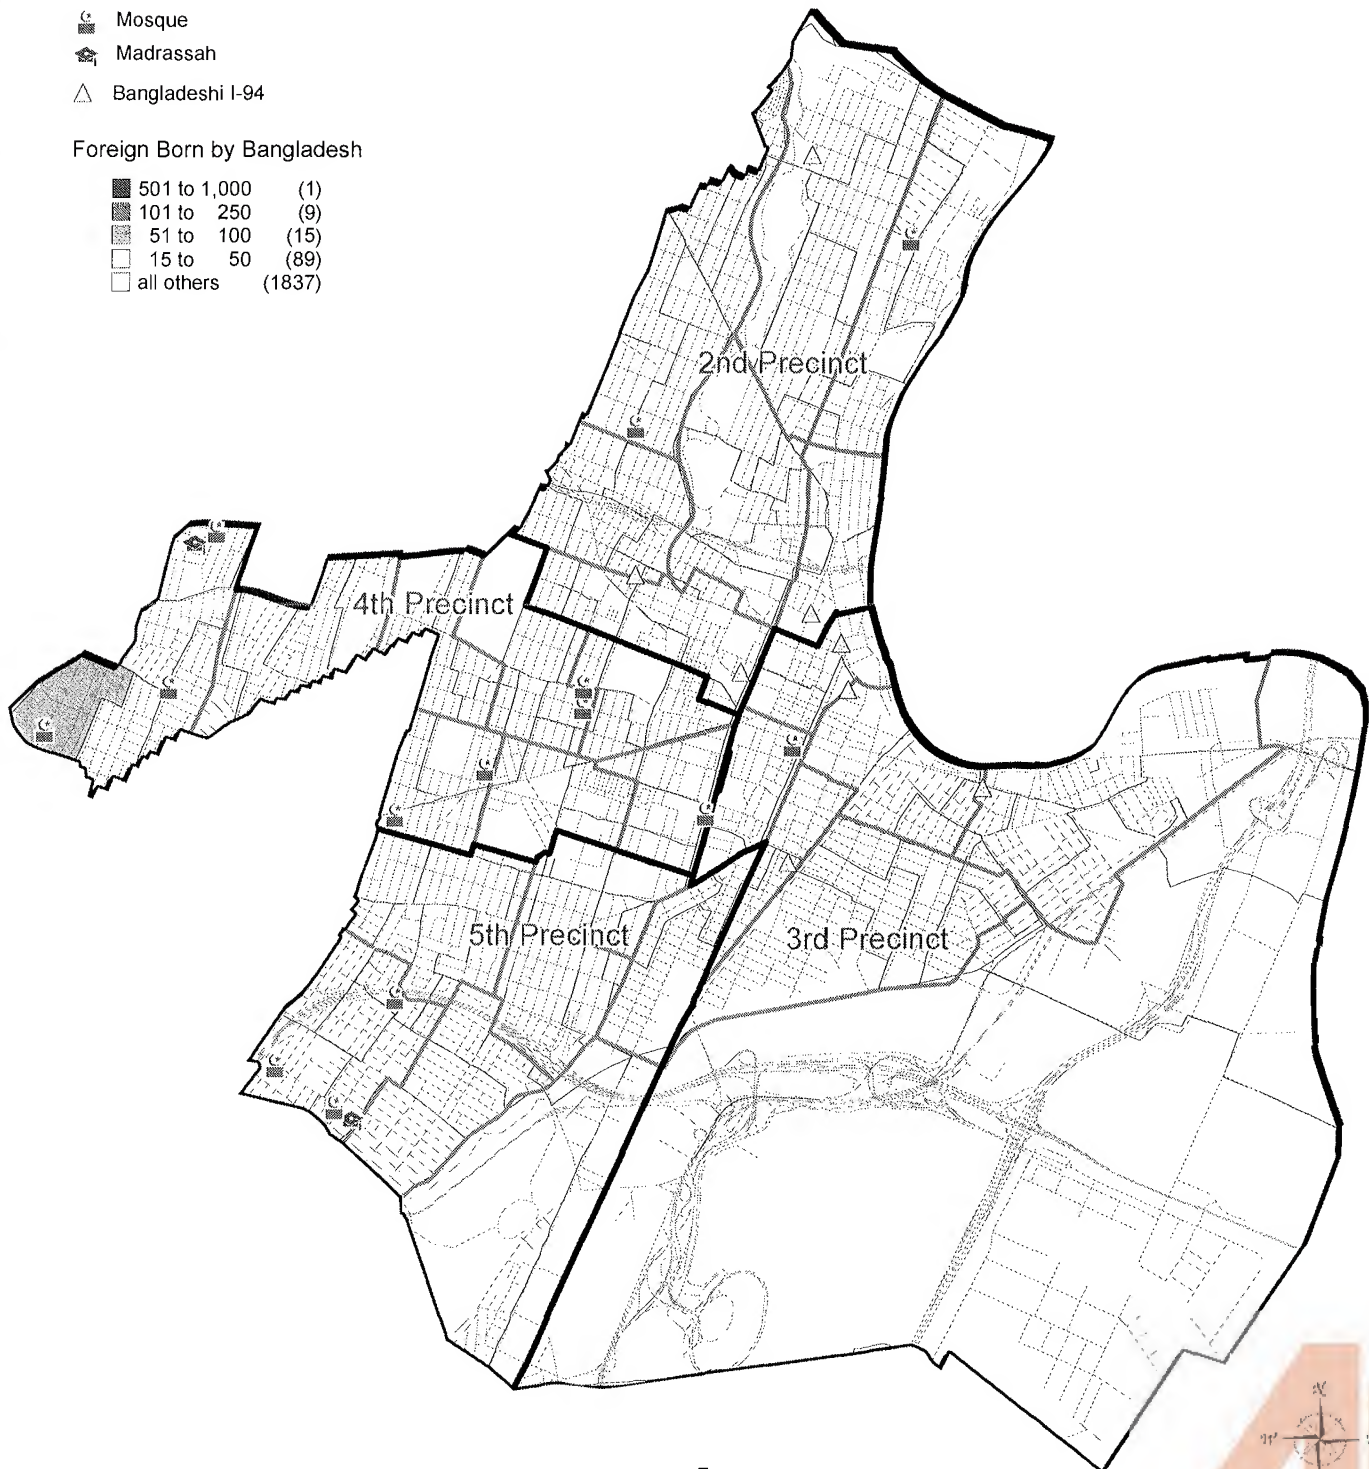 Mosque
Madrassah
Bangladeshi I-94
Foreign Born by Bangladesh
501 to 1,000 (1)
101 to 250 (9)
51 to 100 (15)
15 to 50 (89)
all others (1837)
2nd Precinct
4th Precinct
5th Precinct
3rd Precinct
N